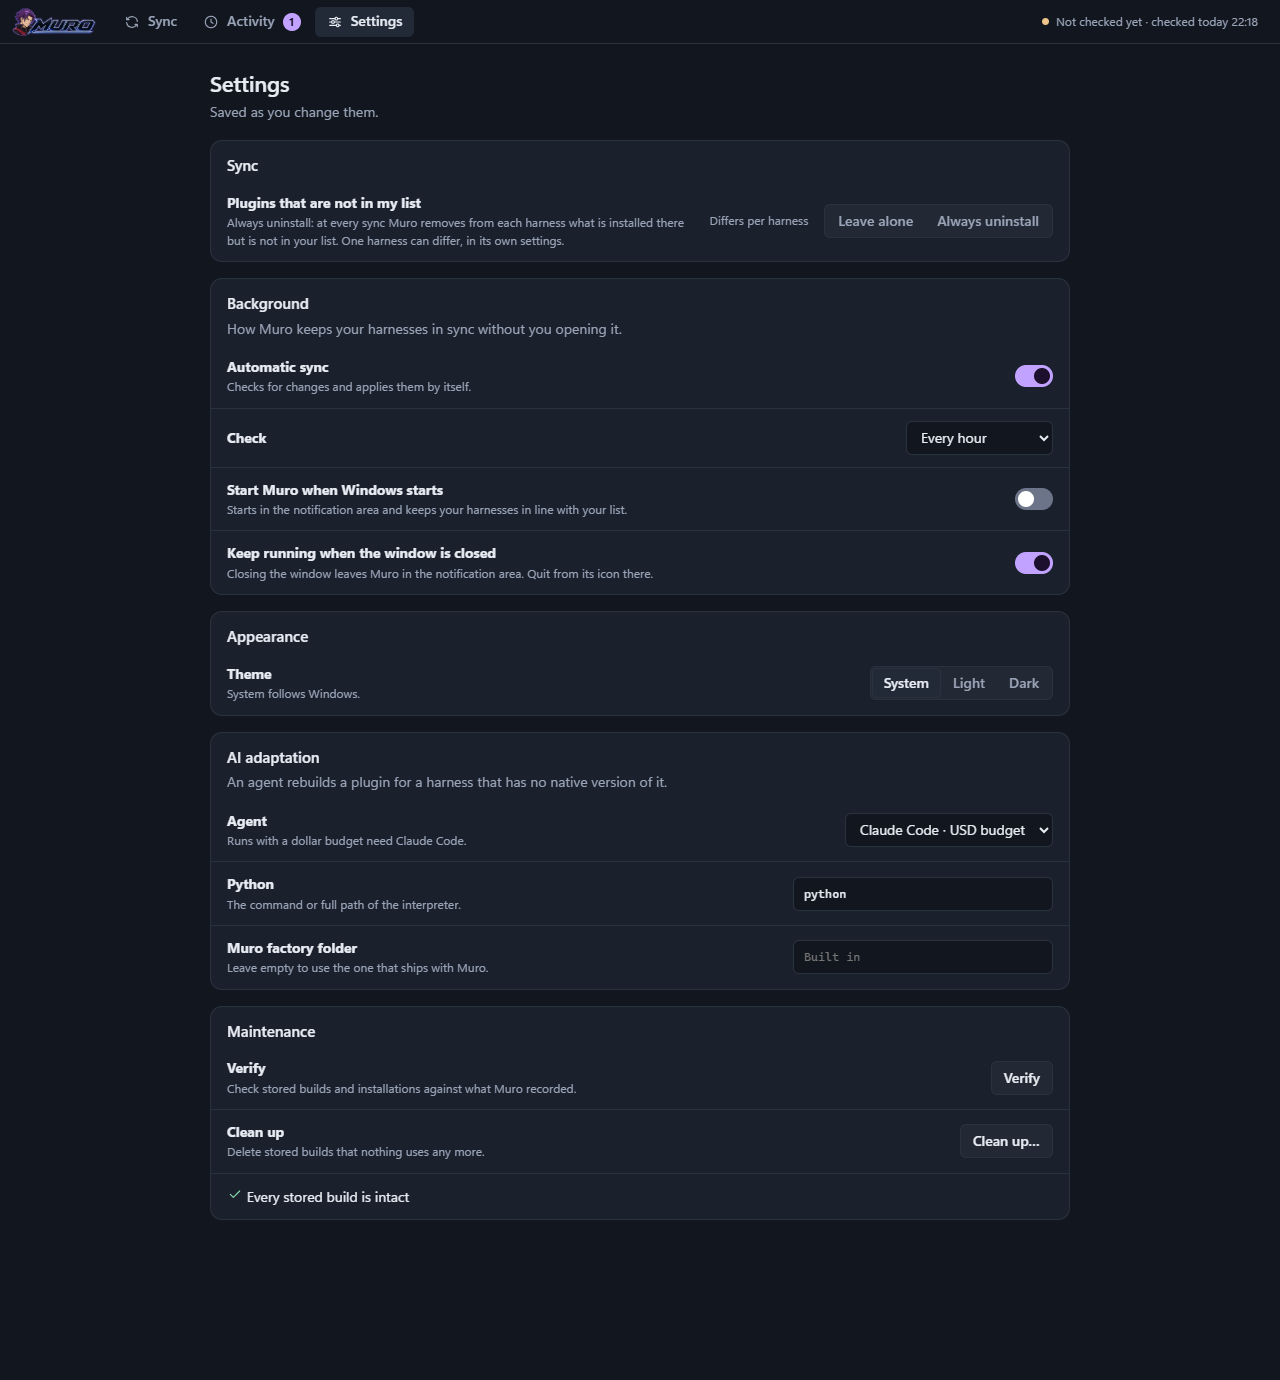 MURO
Sync
Activity 1
Settings
Not checked yet · checked today 22:18
Settings
Saved as you change them.
Sync
Plugins that are not in my list
Always uninstall: at every sync Muro removes from each harness what is installed there
but is not in your list. One harness can differ, in its own settings.
Differs per harness
Leave alone
Always uninstall
Background
How Muro keeps your harnesses in sync without you opening it.
Automatic sync
Checks for changes and applies them by itself.
Check
Every hour
Start Muro when Windows starts
Starts in the notification area and keeps your harnesses in line with your list.
Keep running when the window is closed
Closing the window leaves Muro in the notification area. Quit from its icon there.
Appearance
Theme
System follows Windows.
System
Light
Dark
AI adaptation
An agent rebuilds a plugin for a harness that has no native version of it.
Agent
Runs with a dollar budget need Claude Code.
Claude Code · USD budget
Python
The command or full path of the interpreter.
python
Muro factory folder
Leave empty to use the one that ships with Muro.
Built in
Maintenance
Verify
Check stored builds and installations against what Muro recorded.
Verify
Clean up
Delete stored builds that nothing uses any more.
Clean up...
Every stored build is intact